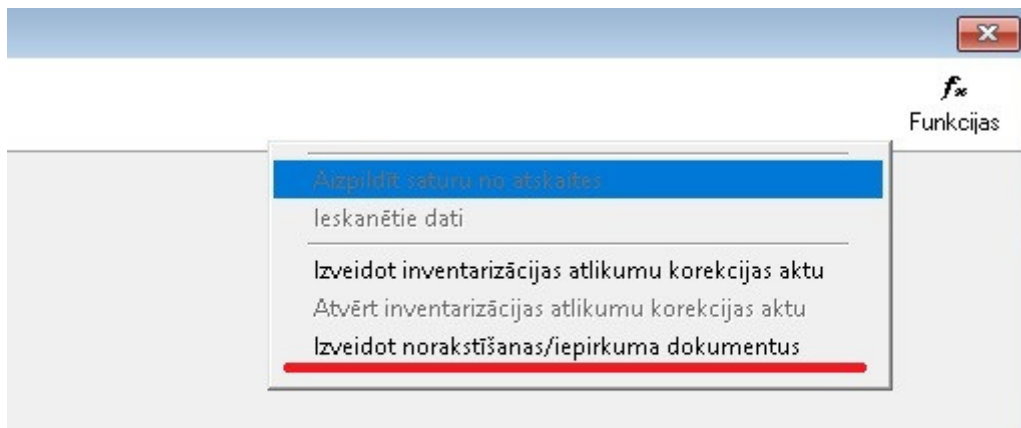 fx
Funkcijas
Aizpildīt saturu no atskaites
Ieskanētie dati
Izveidot inventarizācijas atlikumu korekcijas aktu
Atvērt inventarizācijas atlikumu korekcijas aktu
Izveidot norakstīšanas/iepirkuma dokumentus